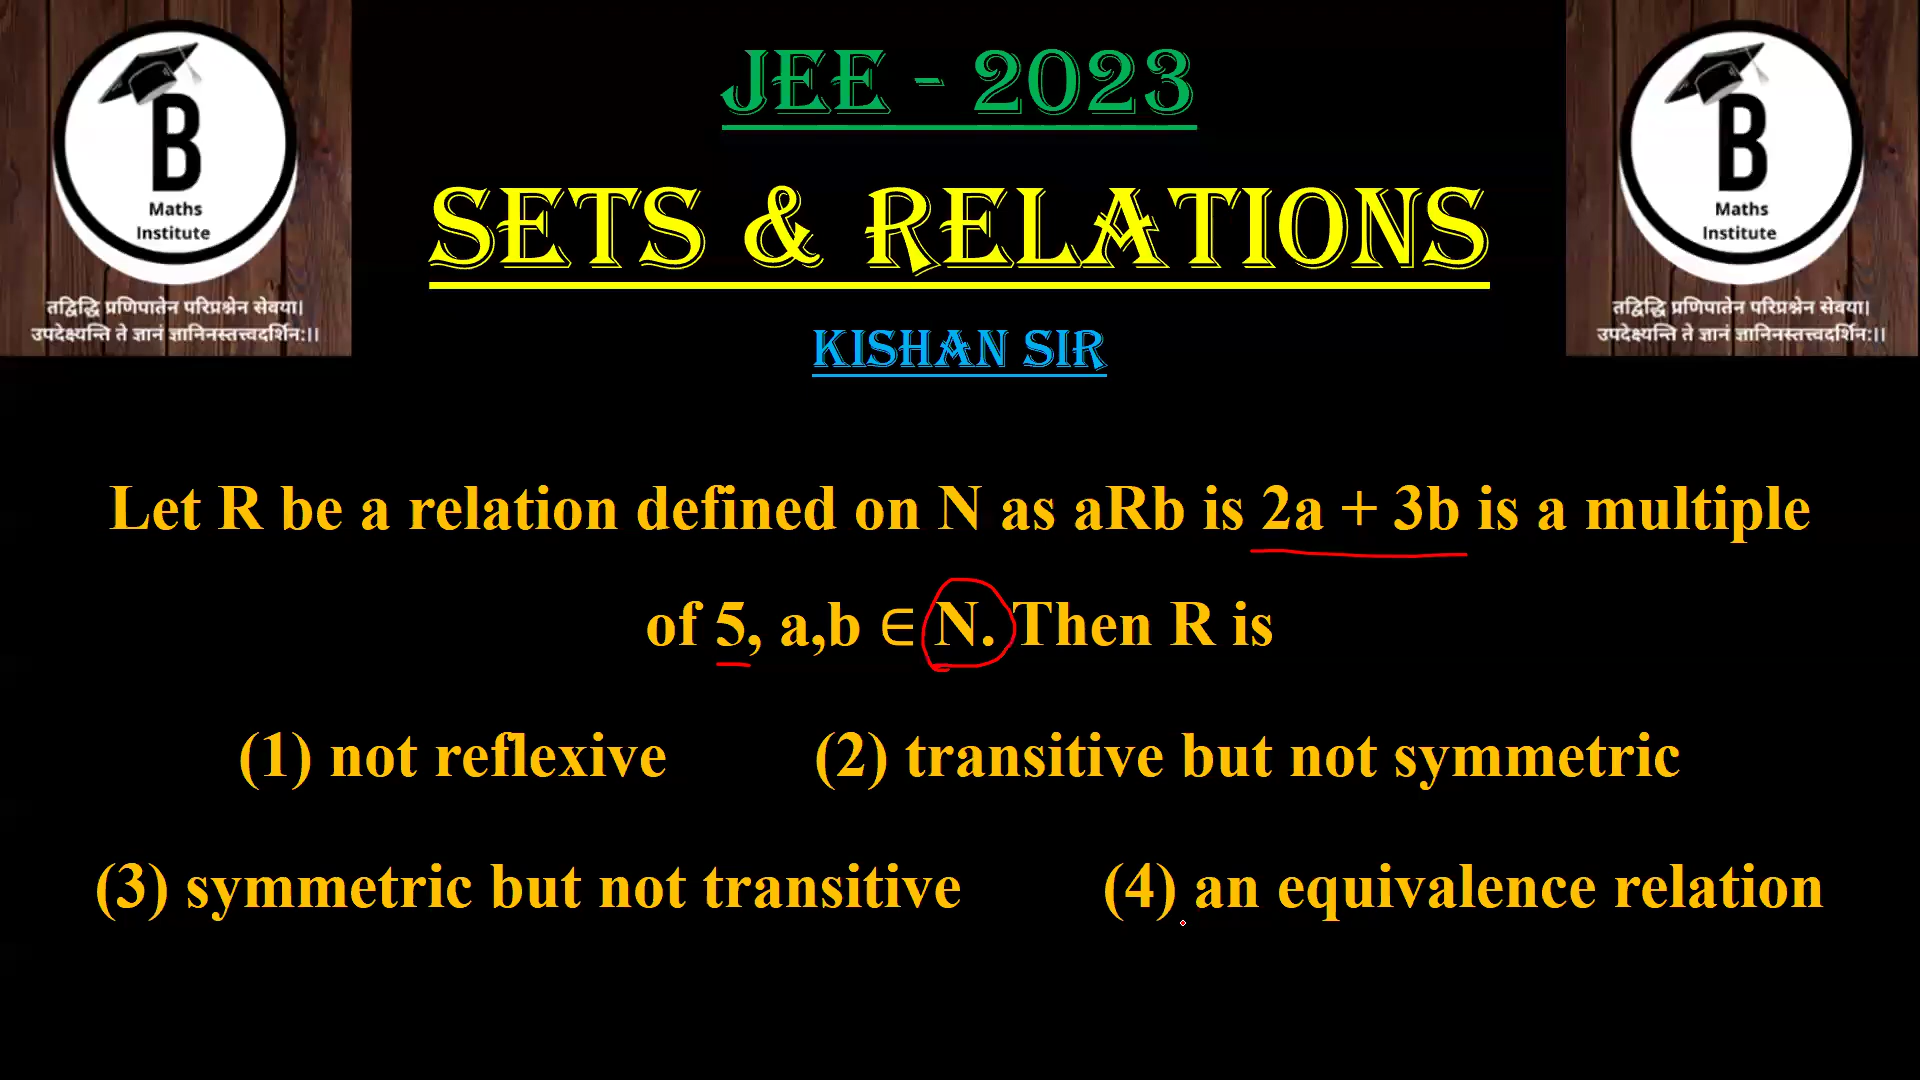 JEE - 2023
SETS & RELATIONS
KISHAN SIR
B
Maths
Institute
तद्विद्धि प्रणिपातेन परिप्रश्नेन सेवया।
उपदेक्ष्यन्ति ते ज्ञानं ज्ञानिनस्तत्त्वदर्शिन:।।
B
Maths
Institute
तद्विद्धि प्रणिपातेन परिप्रश्नेन सेवया।
उपदेक्ष्यन्ति ते ज्ञानं ज्ञानिनस्तत्त्वदर्शिन:।।
Let R be a relation defined on N as aRb is 2a + 3b is a multiple
of 5, a,b ∈ N. Then R is
(1) not reflexive (2) transitive but not symmetric
(3) symmetric but not transitive (4) an equivalence relation